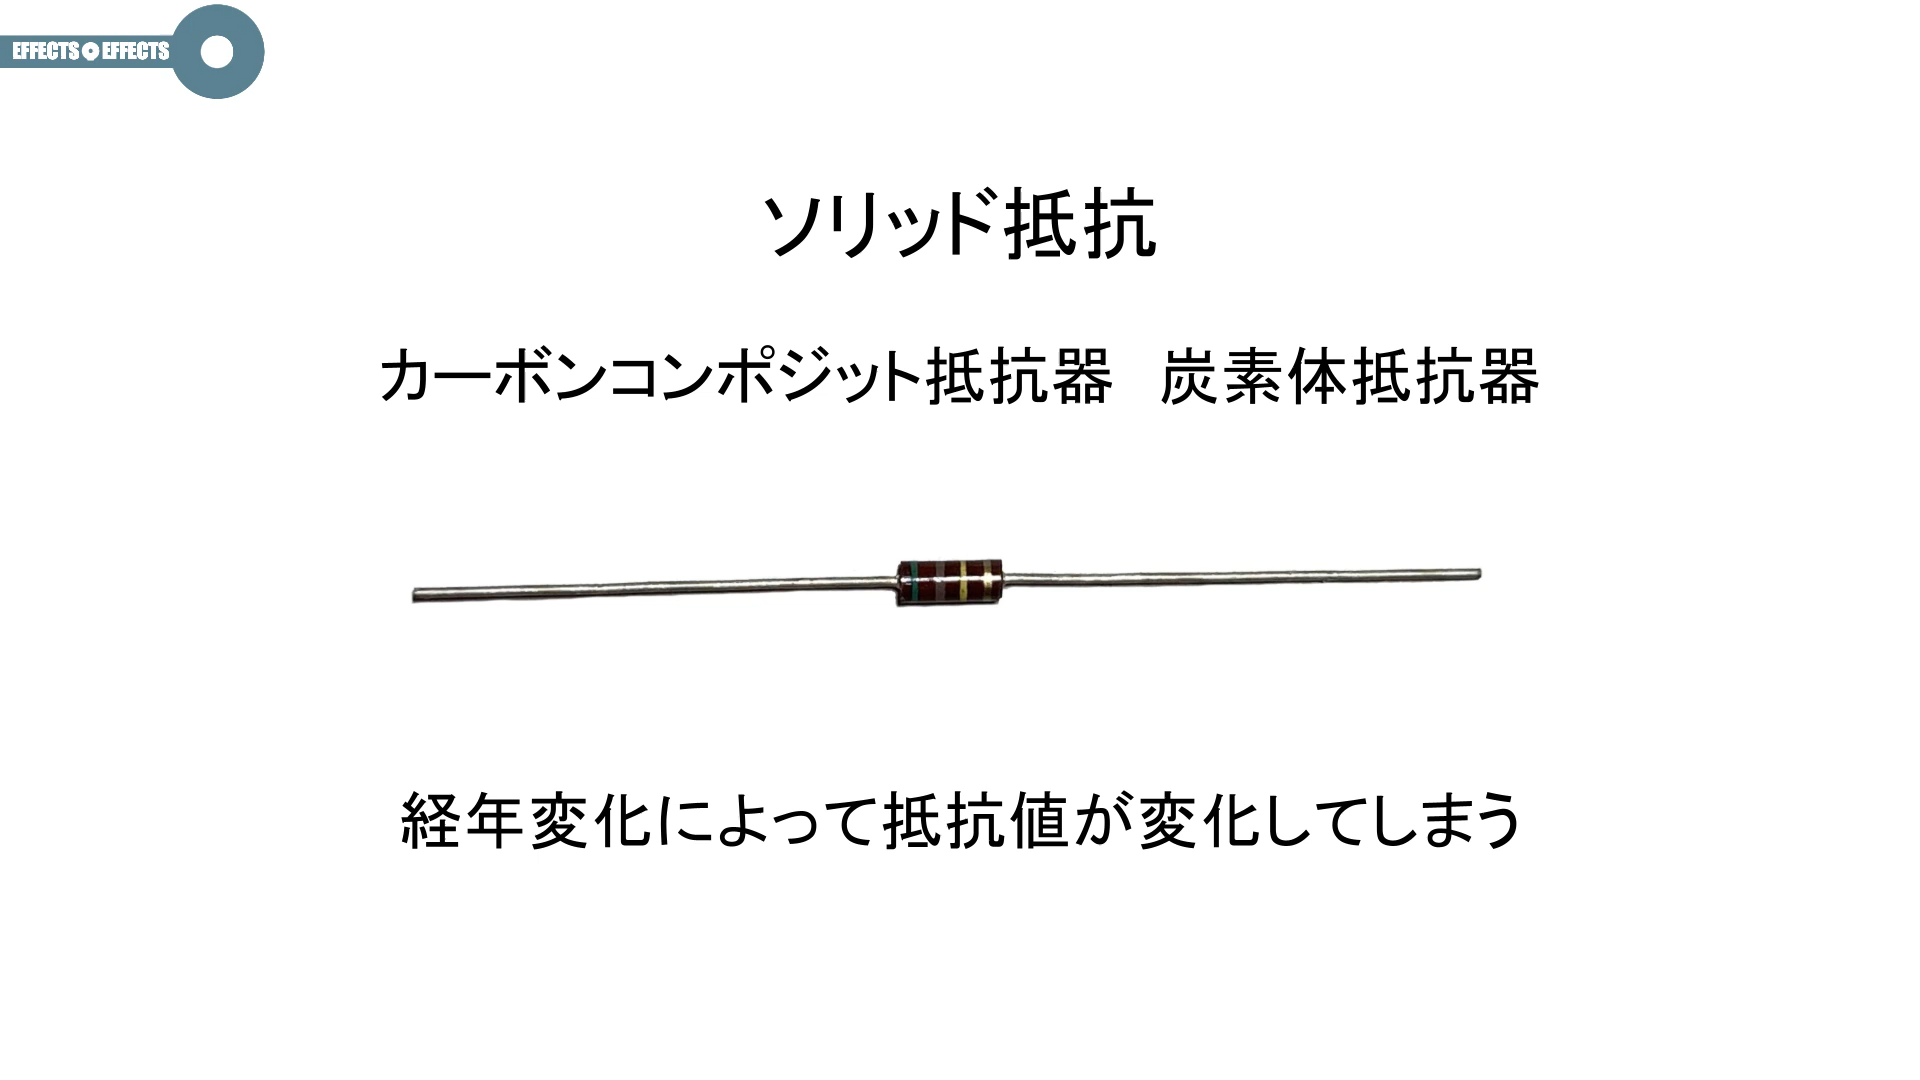 EFFECTS EFFECTS
ソリッド抵抗
カーボンコンポジット抵抗器　炭素体抵抗器
経年変化によって抵抗値が変化してしまう